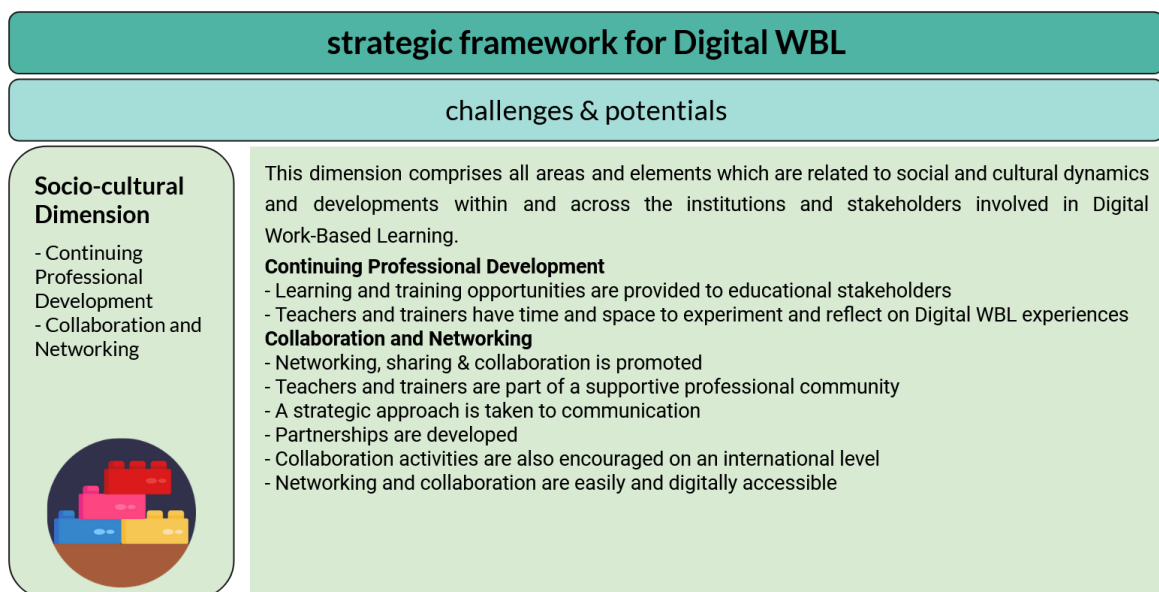 strategic framework for Digital WBL
challenges & potentials
Socio-cultural
Dimension
- Continuing
Professional
Development
- Collaboration and
Networking
This dimension comprises all areas and elements which are related to social and cultural dynamics
and developments within and across the institutions and stakeholders involved in Digital
Work-Based Learning.
Continuing Professional Development
- Learning and training opportunities are provided to educational stakeholders
- Teachers and trainers have time and space to experiment and reflect on Digital WBL experiences
Collaboration and Networking
- Networking, sharing & collaboration is promoted
- Teachers and trainers are part of a supportive professional community
- A strategic approach is taken to communication
- Partnerships are developed
- Collaboration activities are also encouraged on an international level
- Networking and collaboration are easily and digitally accessible